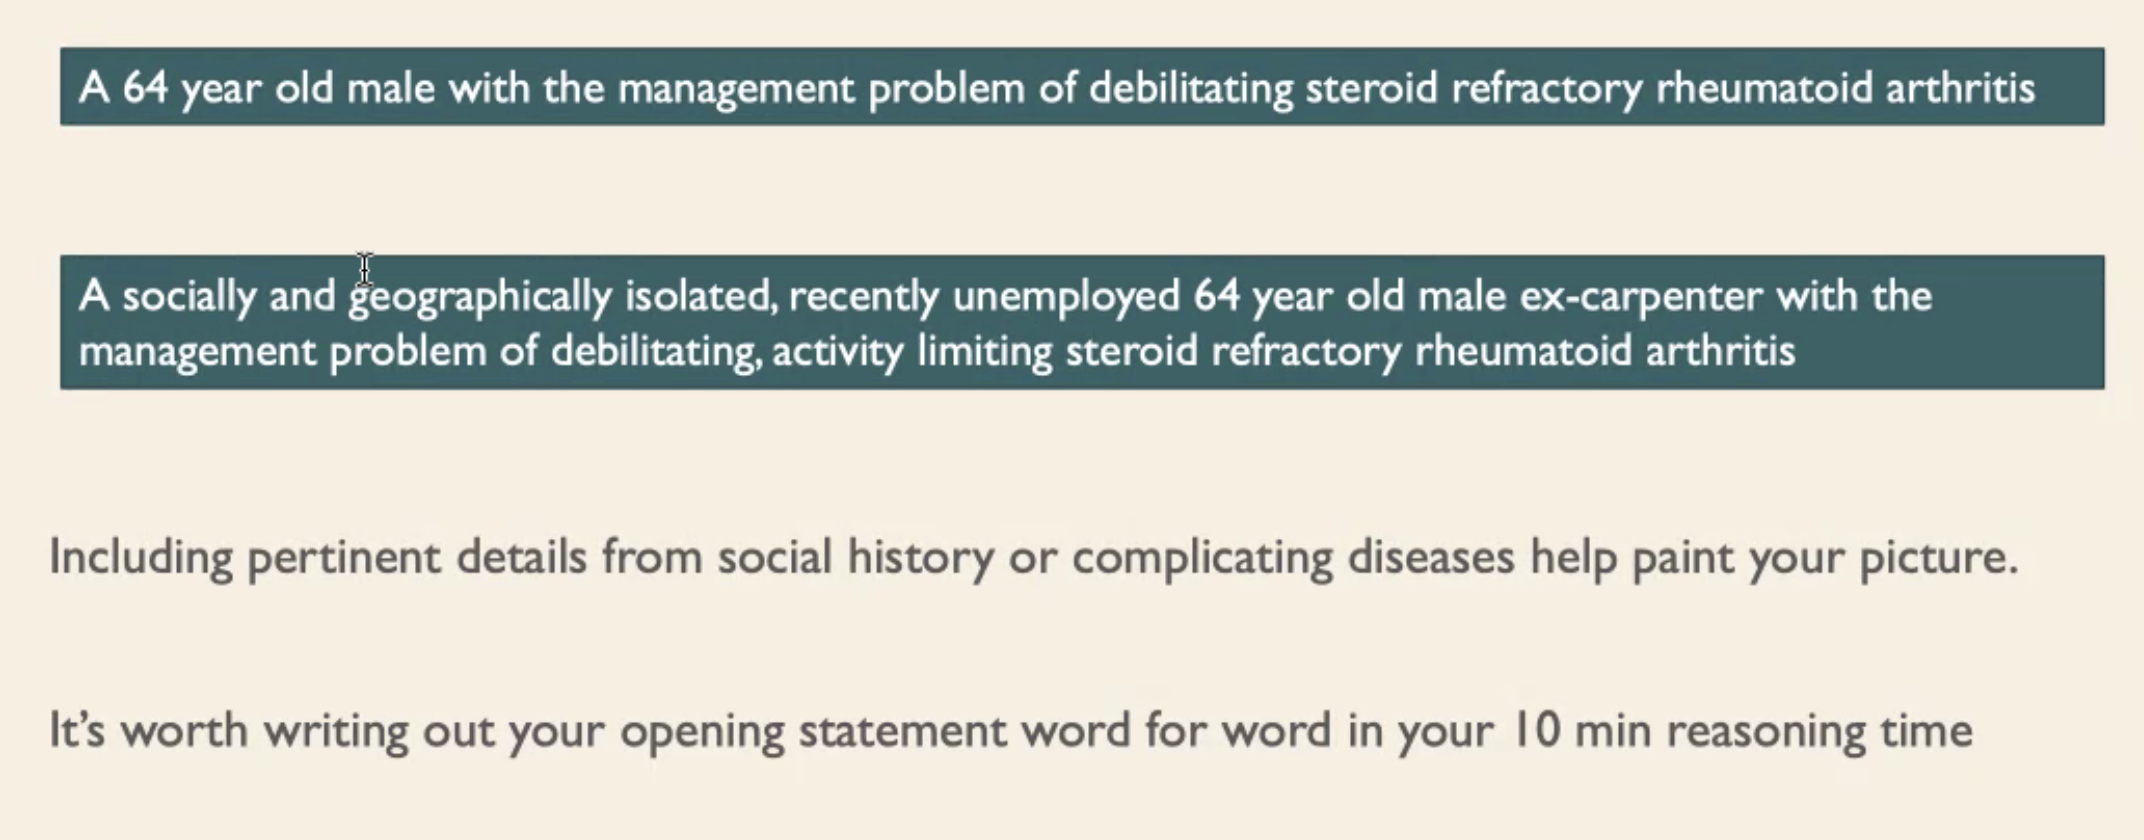 A 64 year old male with the management problem of debilitating steroid refractory rheumatoid arthritis
A socially and geographically isolated, recently unemployed 64 year old male ex-carpenter with the
management problem of debilitating, activity limiting steroid refractory rheumatoid arthritis
Including pertinent details from social history or complicating diseases help paint your picture.
It’s worth writing out your opening statement word for word in your 10 min reasoning time